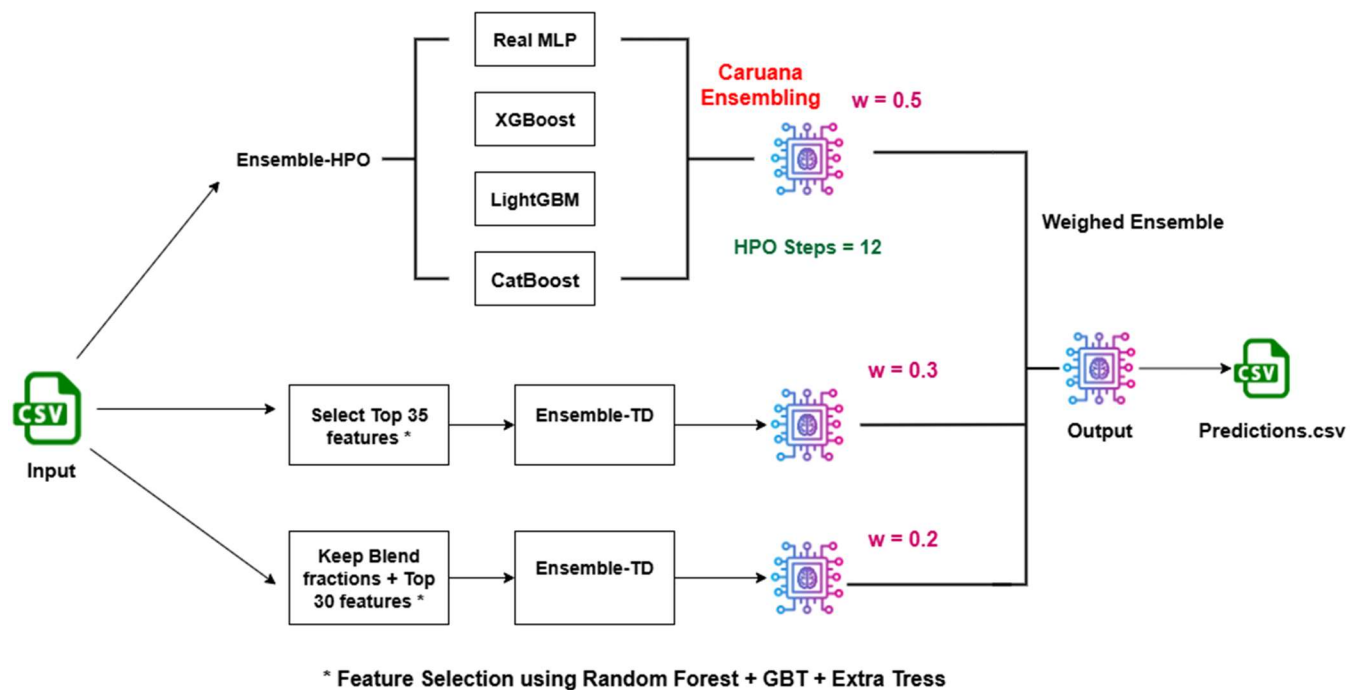 Real MLP
XGBoost
LightGBM
CatBoost
Ensemble-HPO
Caruana
Ensembling
w = 0.5
HPO Steps = 12
Weighed Ensemble
CSV
Input
Select Top 35
features *
Ensemble-TD
w = 0.3
Keep Blend
fractions + Top
30 features *
Ensemble-TD
w = 0.2
Output
CSV
Predictions.csv
* Feature Selection using Random Forest + GBT + Extra Tress